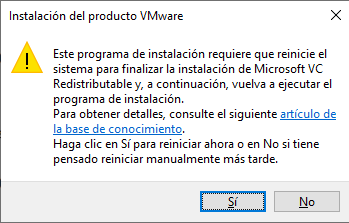 Instalación del producto VMware
Este programa de instalación requiere que reinicie el
sistema para finalizar la instalación de Microsoft VC
Redistributable y, a continuación, vuelva a ejecutar el
programa de instalación.
Para obtener detalles, consulte el siguiente artículo de
la base de conocimiento.
Haga clic en Sí para reiniciar ahora o en No si tiene
pensado reiniciar manualmente más tarde.
Sí
No